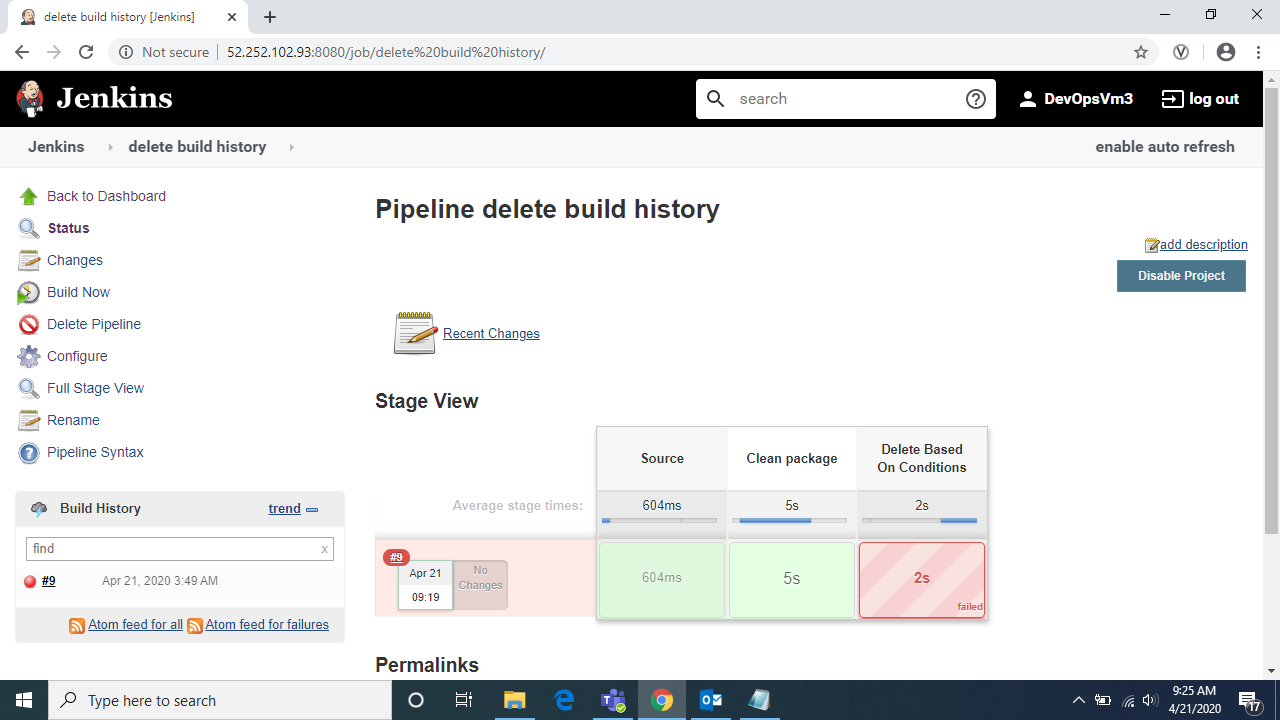 delete build history [Jenkins]
Not secure
52.252.102.93:8080/job/delete%20build%20history/
Jenkins
search
DevOpsVm3
log out
Jenkins
delete build history
enable auto refresh
Back to Dashboard
Status
Changes
Build Now
Delete Pipeline
Configure
Full Stage View
Rename
Pipeline Syntax
Build History
trend
find
x
#9
Apr 21, 2020 3:49 AM
Atom feed for all
Atom feed for failures
Pipeline delete build history
add description
Disable Project
Recent Changes
Stage View
Source
Clean package
Delete Based
On Conditions
Average stage times:
604ms
5s
2s
#9
Apr 21
09:19
No
Changes
604ms
5s
2s
failed
Permalinks
Type here to search
9:25 AM
4/21/2020
17